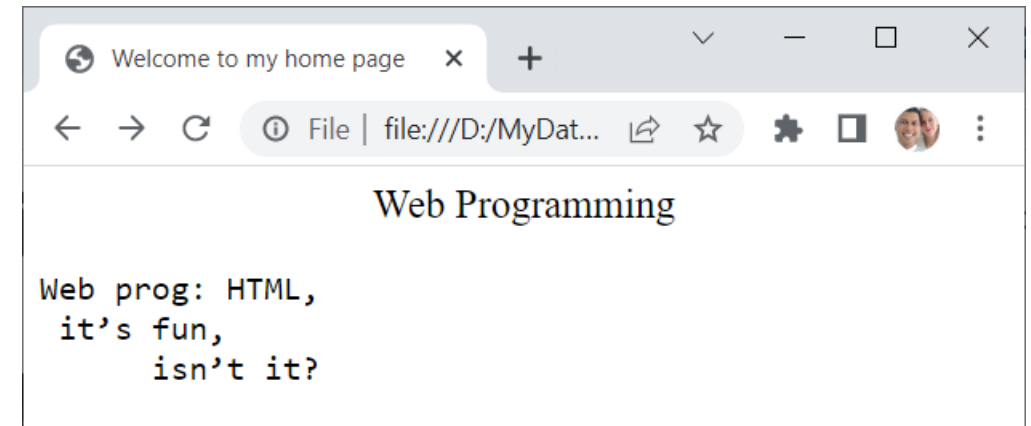 Welcome to my home page
File | file:///D:/MyDat...
Web Programming
Web prog: HTML,
it’s fun,
isn’t it?